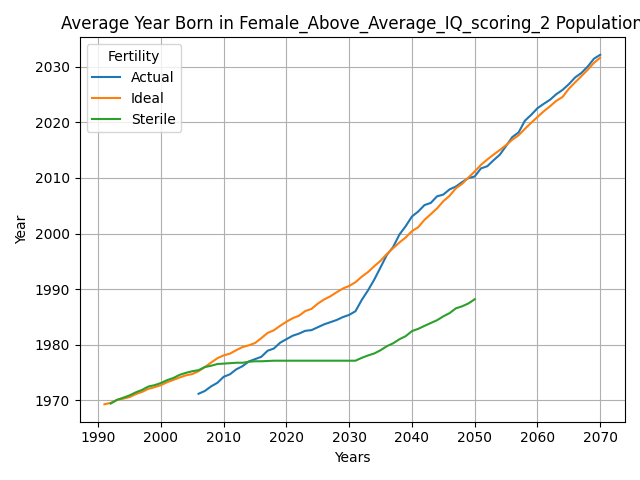 Average Year Born in Female_Above_Average_IQ_scoring_2 Population
Fertility
Actual
Ideal
Sterile
Year
2030
2020
2010
2000
1990
1980
1970
1990 2000 2010 2020 2030 2040 2050 2060 2070
Years